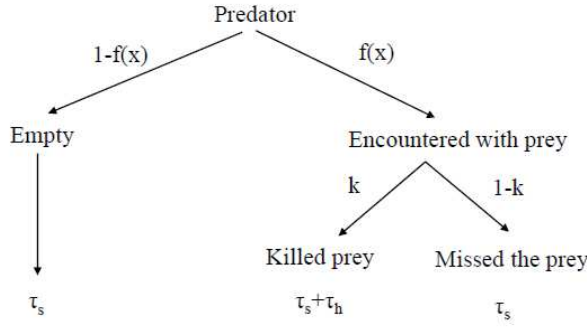 Predator
1-f(x)
f(x)
Empty
Encountered with prey
k
1-k
Killed prey
Missed the prey
τs
τs+τh
τs